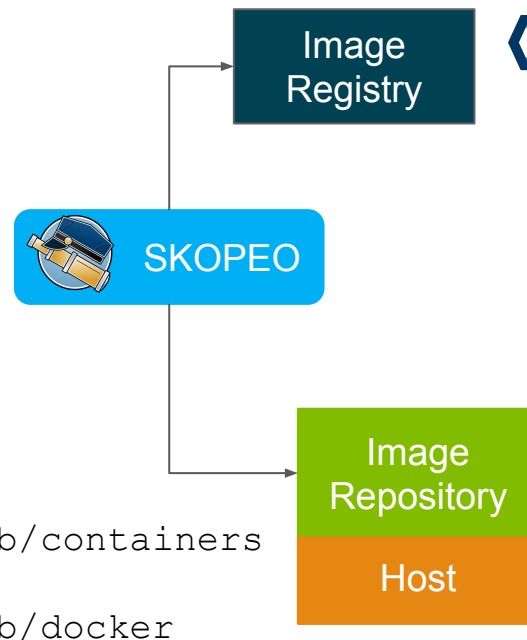 Image
Registry
SKOPEO
Image
Repository
b/containers
Host
b/docker